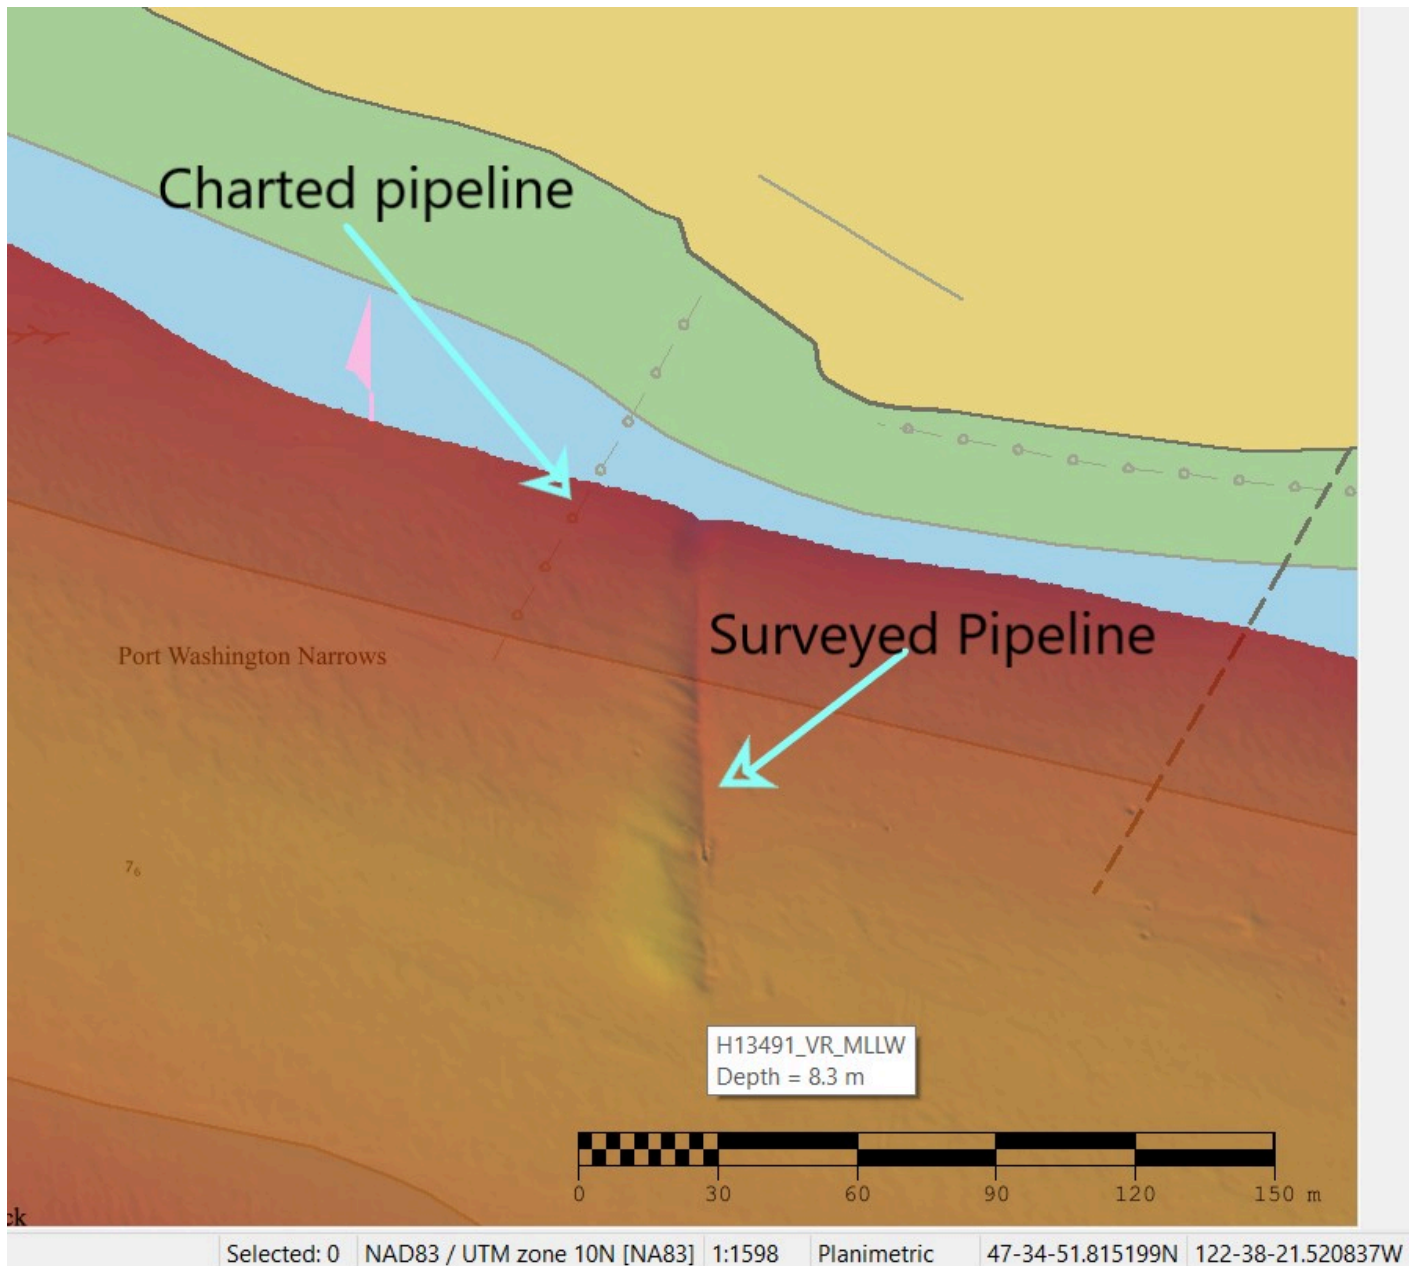 Charted pipeline
Surveyed Pipeline
Port Washington Narrows
7₆
H13491_VR_MLLW
Depth = 8.3 m
0 30 60 90 120 150 m
ck
Selected: 0 NAD83 / UTM zone 10N [NA83] 1:1598 Planimetric 47-34-51.815199N 122-38-21.520837W